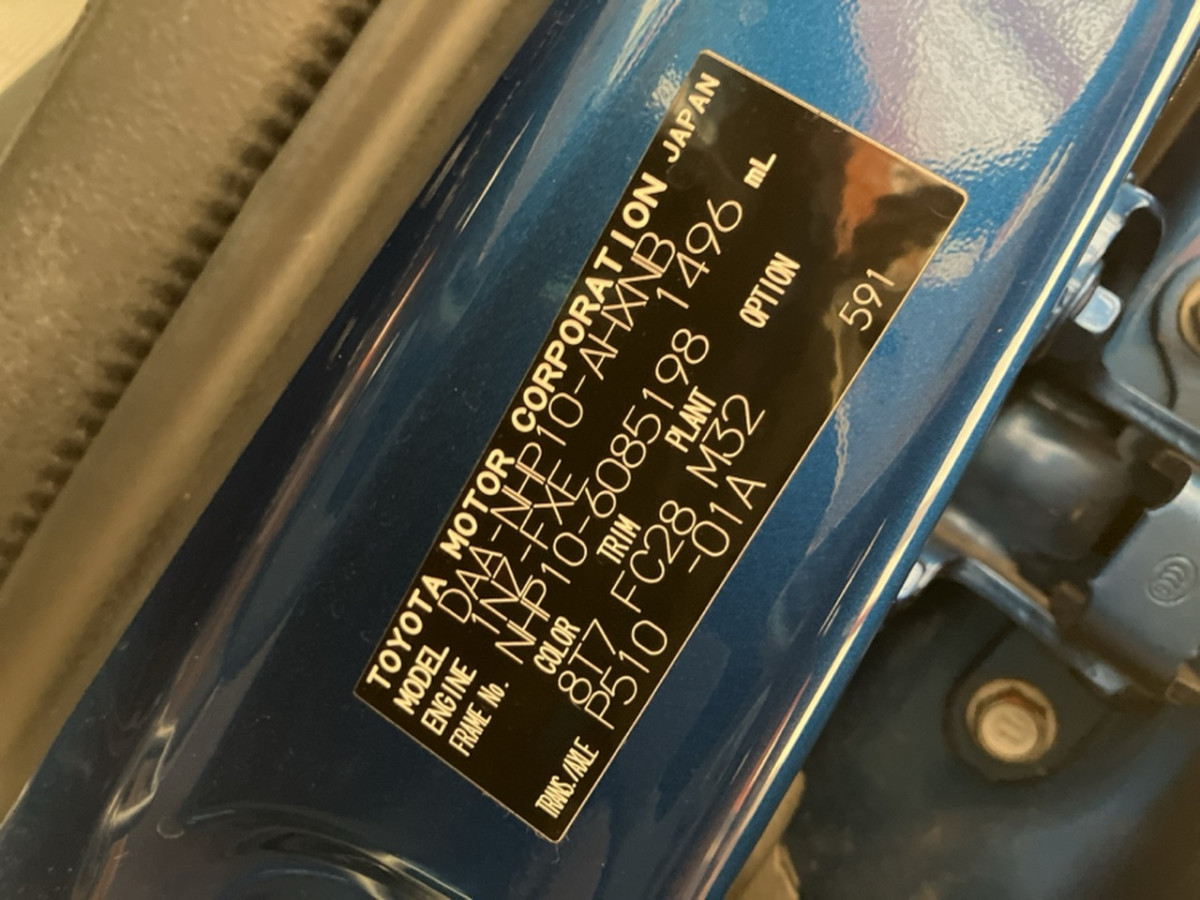 TOYOTA MOTOR CORPORATION JAPAN
MODEL DAA-NHP10-AHXNB
ENGINE 1NZ-FXE 1496 mL
FRAME No. NHP10-6085198
COLOR TRIM PLANT OPTION
8T7 FC28 M32
TRANS./AXLE P510 -01A 591